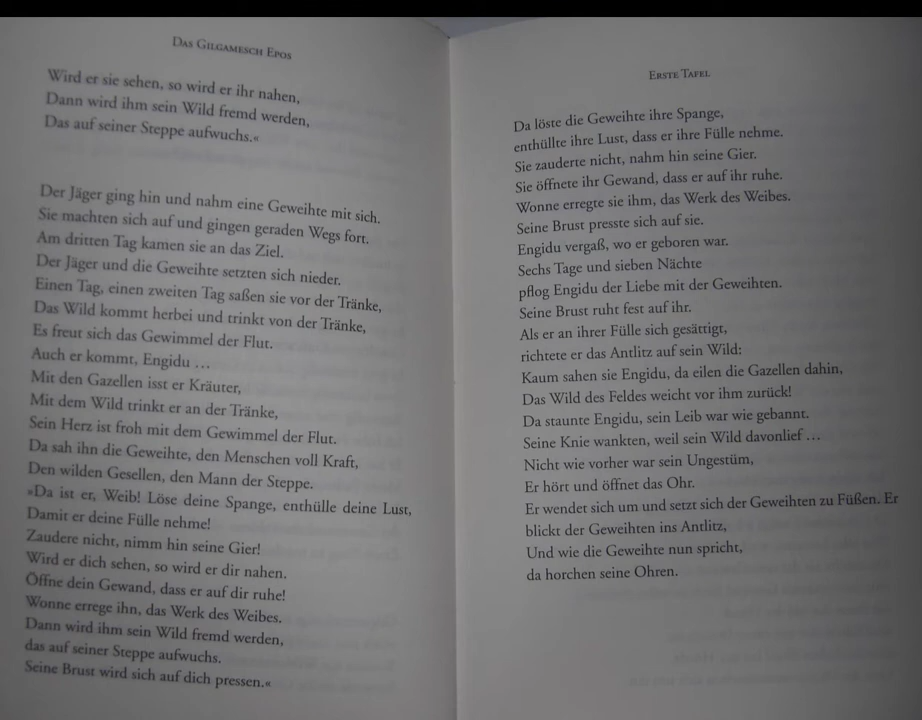 Das Gilgamesch Epos
Wird er sie sehen, so wird er ihr nahen,
Dann wird ihm sein Wild fremd werden,
Das auf seiner Steppe aufwuchs.«
Der Jäger ging hin und nahm eine Geweihte mit sich.
Sie machten sich auf und gingen geraden Wegs fort.
Am dritten Tag kamen sie an das Ziel.
Der Jäger und die Geweihte setzten sich nieder.
Einen Tag, einen zweiten Tag saßen sie vor der Tränke,
Das Wild kommt herbei und trinkt von der Tränke,
Es freut sich das Gewimmel der Flut.
Auch er kommt, Engidu …
Mit den Gazellen isst er Kräuter,
Mit dem Wild trinkt er an der Tränke,
Sein Herz ist froh mit dem Gewimmel der Flut.
Da sah ihn die Geweihte, den Menschen voll Kraft,
Den wilden Gesellen, den Mann der Steppe.
»Da ist er, Weib! Löse deine Spange, enthülle deine Lust,
Damit er deine Fülle nehme!
Zaudere nicht, nimm hin seine Gier!
Wird er dich sehen, so wird er dir nahen.
Öffne dein Gewand, dass er auf dir ruhe!
Wonne errege ihn, das Werk des Weibes.
Dann wird ihm sein Wild fremd werden,
das auf seiner Steppe aufwuchs.
Seine Brust wird sich auf dich pressen.«
Erste Tafel
Da löste die Geweihte ihre Spange,
enthüllte ihre Lust, dass er ihre Fülle nehme.
Sie zauderte nicht, nahm hin seine Gier.
Sie öffnete ihr Gewand, dass er auf ihr ruhe.
Wonne erregte sie ihm, das Werk des Weibes.
Seine Brust presste sich auf sie.
Engidu vergaß, wo er geboren war.
Sechs Tage und sieben Nächte
pflog Engidu der Liebe mit der Geweihten.
Seine Brust ruht fest auf ihr.
Als er an ihrer Fülle sich gesättigt,
richtete er das Antlitz auf sein Wild:
Kaum sahen sie Engidu, da eilen die Gazellen dahin,
Das Wild des Feldes weicht vor ihm zurück!
Da staunte Engidu, sein Leib war wie gebannt.
Seine Knie wankten, weil sein Wild davonlief …
Nicht wie vorher war sein Ungestüm,
Er hört und öffnet das Ohr.
Er wendet sich um und setzt sich der Geweihten zu Füßen. Er
blickt der Geweihten ins Antlitz,
Und wie die Geweihte nun spricht,
da horchen seine Ohren.